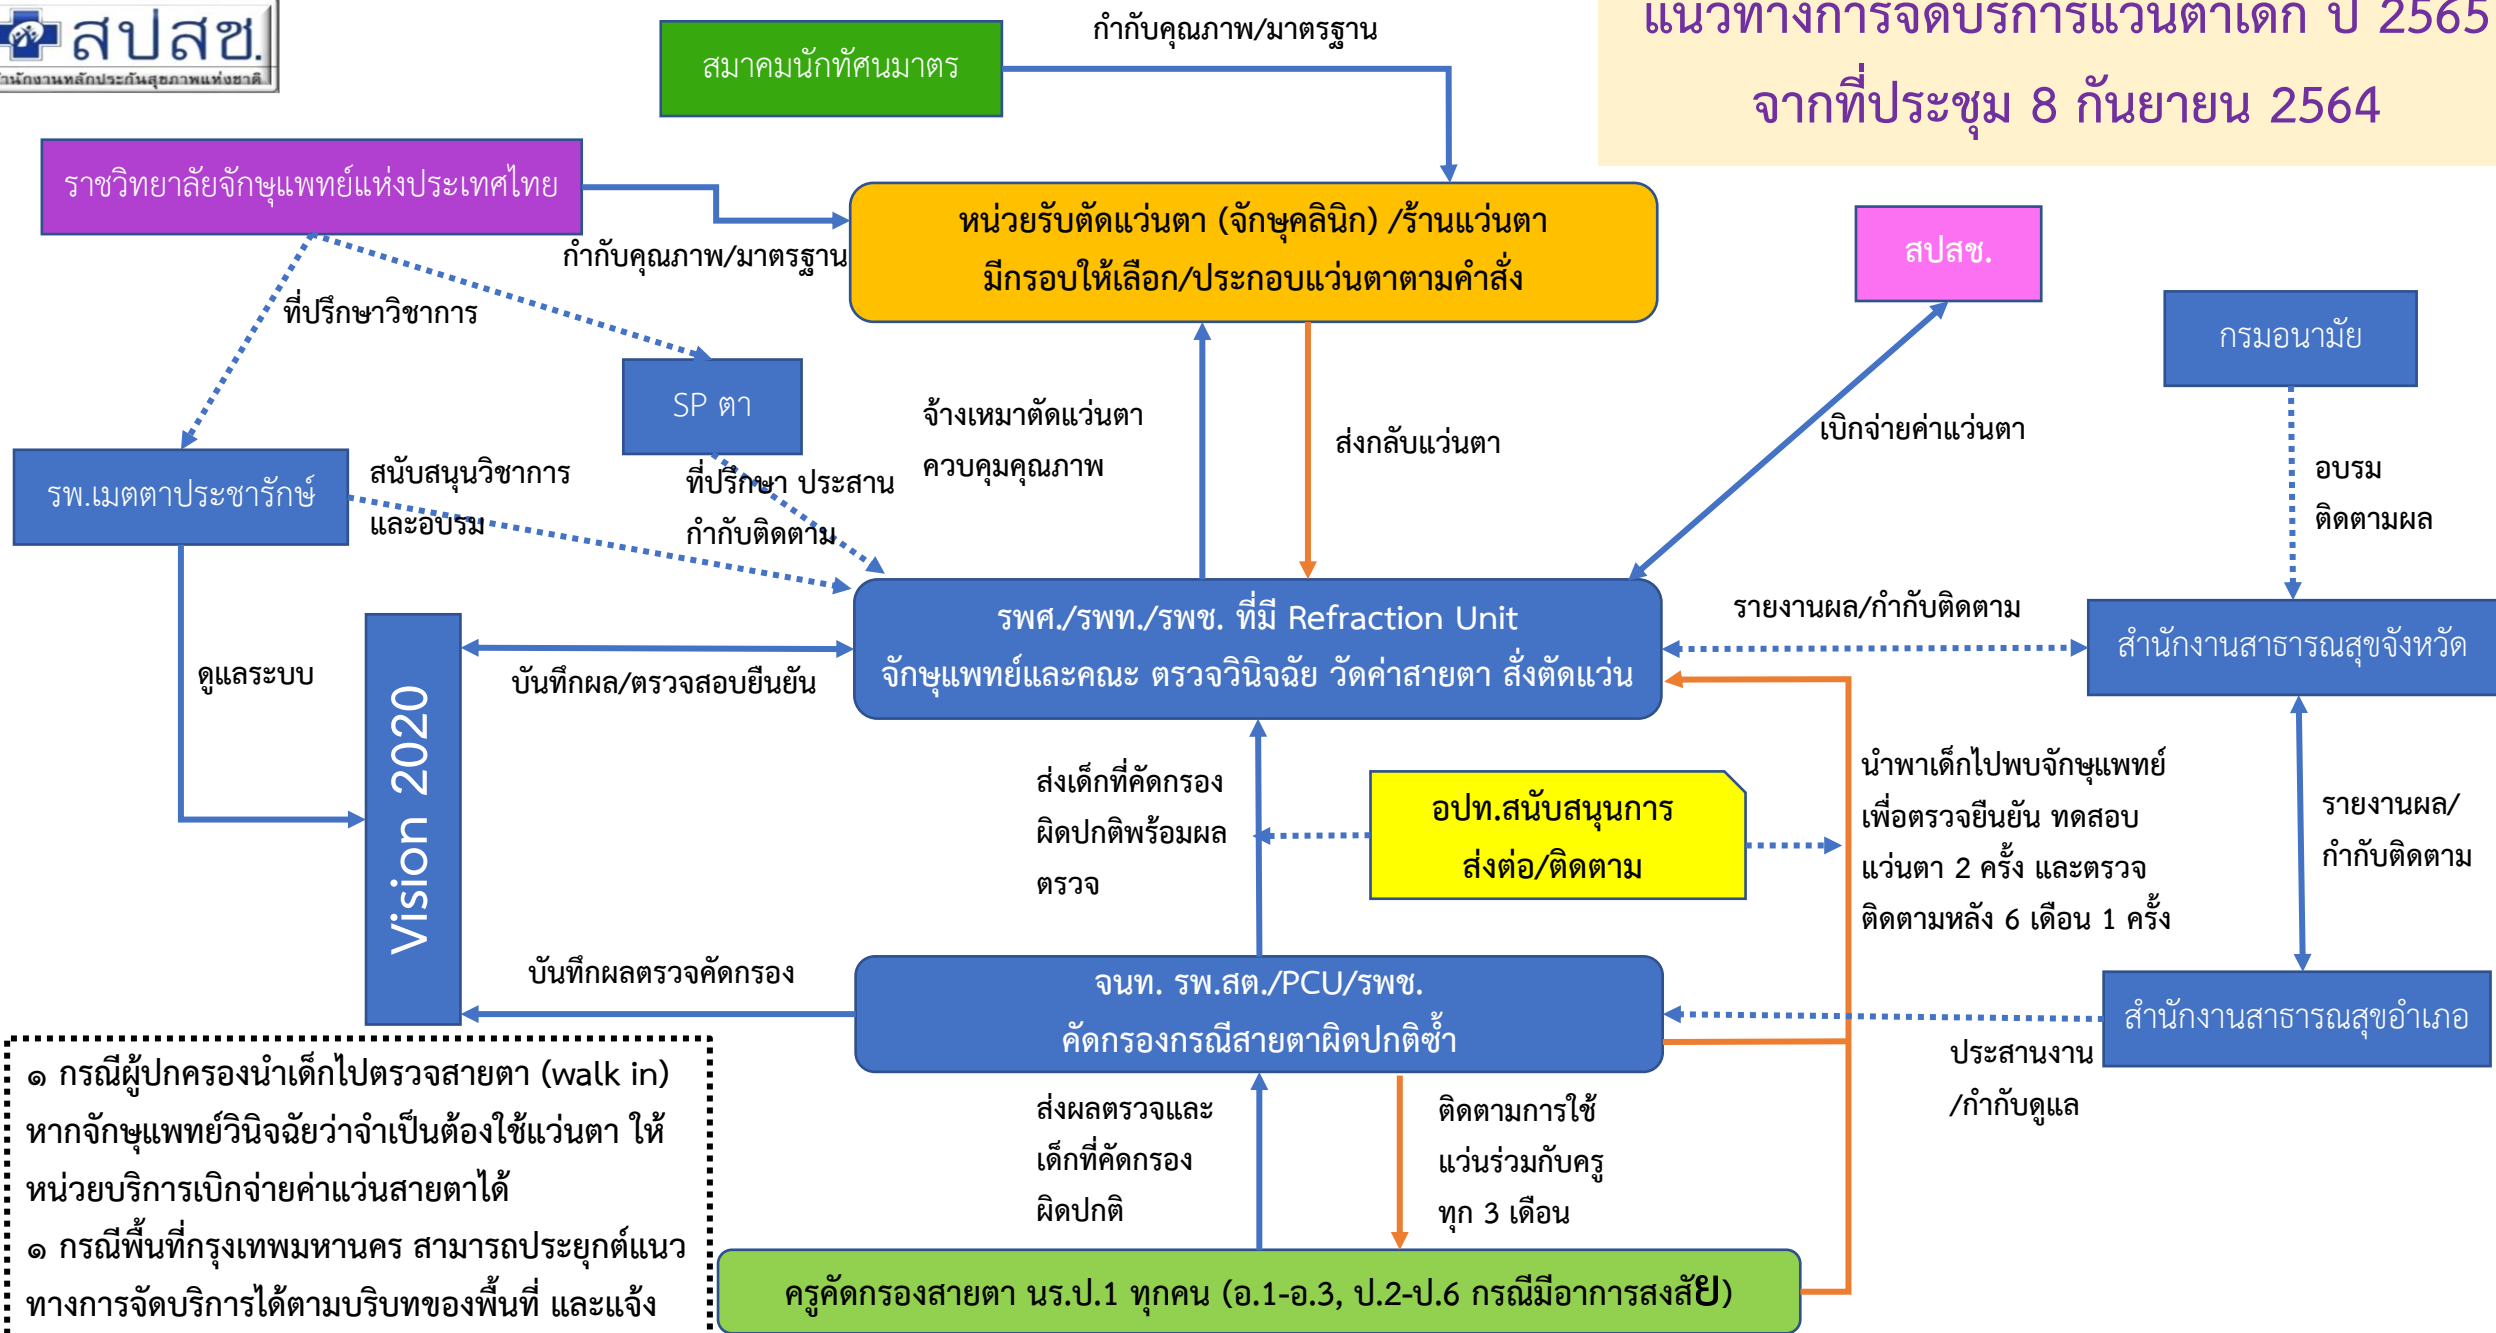 สปสช.
สำนักงานหลักประกันสุขภาพแห่งชาติ
แนวทางการจัดบริการแว่นตาเด็ก ปี 2565
จากที่ประชุม 8 กันยายน 2564
สมาคมนักทัศนมาตร
กำกับคุณภาพ/มาตรฐาน
ราชวิทยาลัยจักษุแพทย์แห่งประเทศไทย
กำกับคุณภาพ/มาตรฐาน
หน่วยรับตัดแว่นตา (จักษุคลินิก) /ร้านแว่นตา
มีกรอบให้เลือก/ประกอบแว่นตาตามคำสั่ง
สปสช.
กรมอนามัย
ที่ปรึกษาวิชาการ
SP ตา
จ้างเหมาตัดแว่นตา
ควบคุมคุณภาพ
ส่งกลับแว่นตา
เบิกจ่ายค่าแว่นตา
อบรม
ติดตามผล
รพ.เมตตาประชารักษ์
สนับสนุนวิชาการ
และอบรม
ที่ปรึกษา ประสาน
กำกับติดตาม
รพศ./รพท./รพช. ที่มี Refraction Unit
จักษุแพทย์และคณะ ตรวจวินิจฉัย วัดค่าสายตา สั่งตัดแว่น
รายงานผล/กำกับติดตาม
สำนักงานสาธารณสุขจังหวัด
ดูแลระบบ
Vision 2020
บันทึกผล/ตรวจสอบยืนยัน
ส่งเด็กที่คัดกรอง
ผิดปกติพร้อมผล
ตรวจ
อปท.สนับสนุนการ
ส่งต่อ/ติดตาม
นำพาเด็กไปพบจักษุแพทย์
เพื่อตรวจยืนยัน ทดสอบ
แว่นตา 2 ครั้ง และตรวจ
ติดตามหลัง 6 เดือน 1 ครั้ง
รายงานผล/
กำกับติดตาม
บันทึกผลตรวจคัดกรอง
จนท. รพ.สต./PCU/รพช.
คัดกรองกรณีสายตาผิดปกติซ้ำ
สำนักงานสาธารณสุขอำเภอ
ประสานงาน
/กำกับดูแล
๑ กรณีผู้ปกครองนำเด็กไปตรวจสายตา (walk in)
หากจักษุแพทย์วินิจฉัยว่าจำเป็นต้องใช้แว่นตา ให้
หน่วยบริการเบิกจ่ายค่าแว่นสายตาได้
๑ กรณีพื้นที่กรุงเทพมหานคร สามารถประยุกต์แนว
ทางการจัดบริการได้ตามบริบทของพื้นที่ และแจ้ง
ส่งผลตรวจและ
เด็กที่คัดกรอง
ผิดปกติ
ติดตามการใช้
แว่นร่วมกับครู
ทุก 3 เดือน
ครูคัดกรองสายตา นร.ป.1 ทุกคน (อ.1-อ.3, ป.2-ป.6 กรณีมีอาการสงสัย)